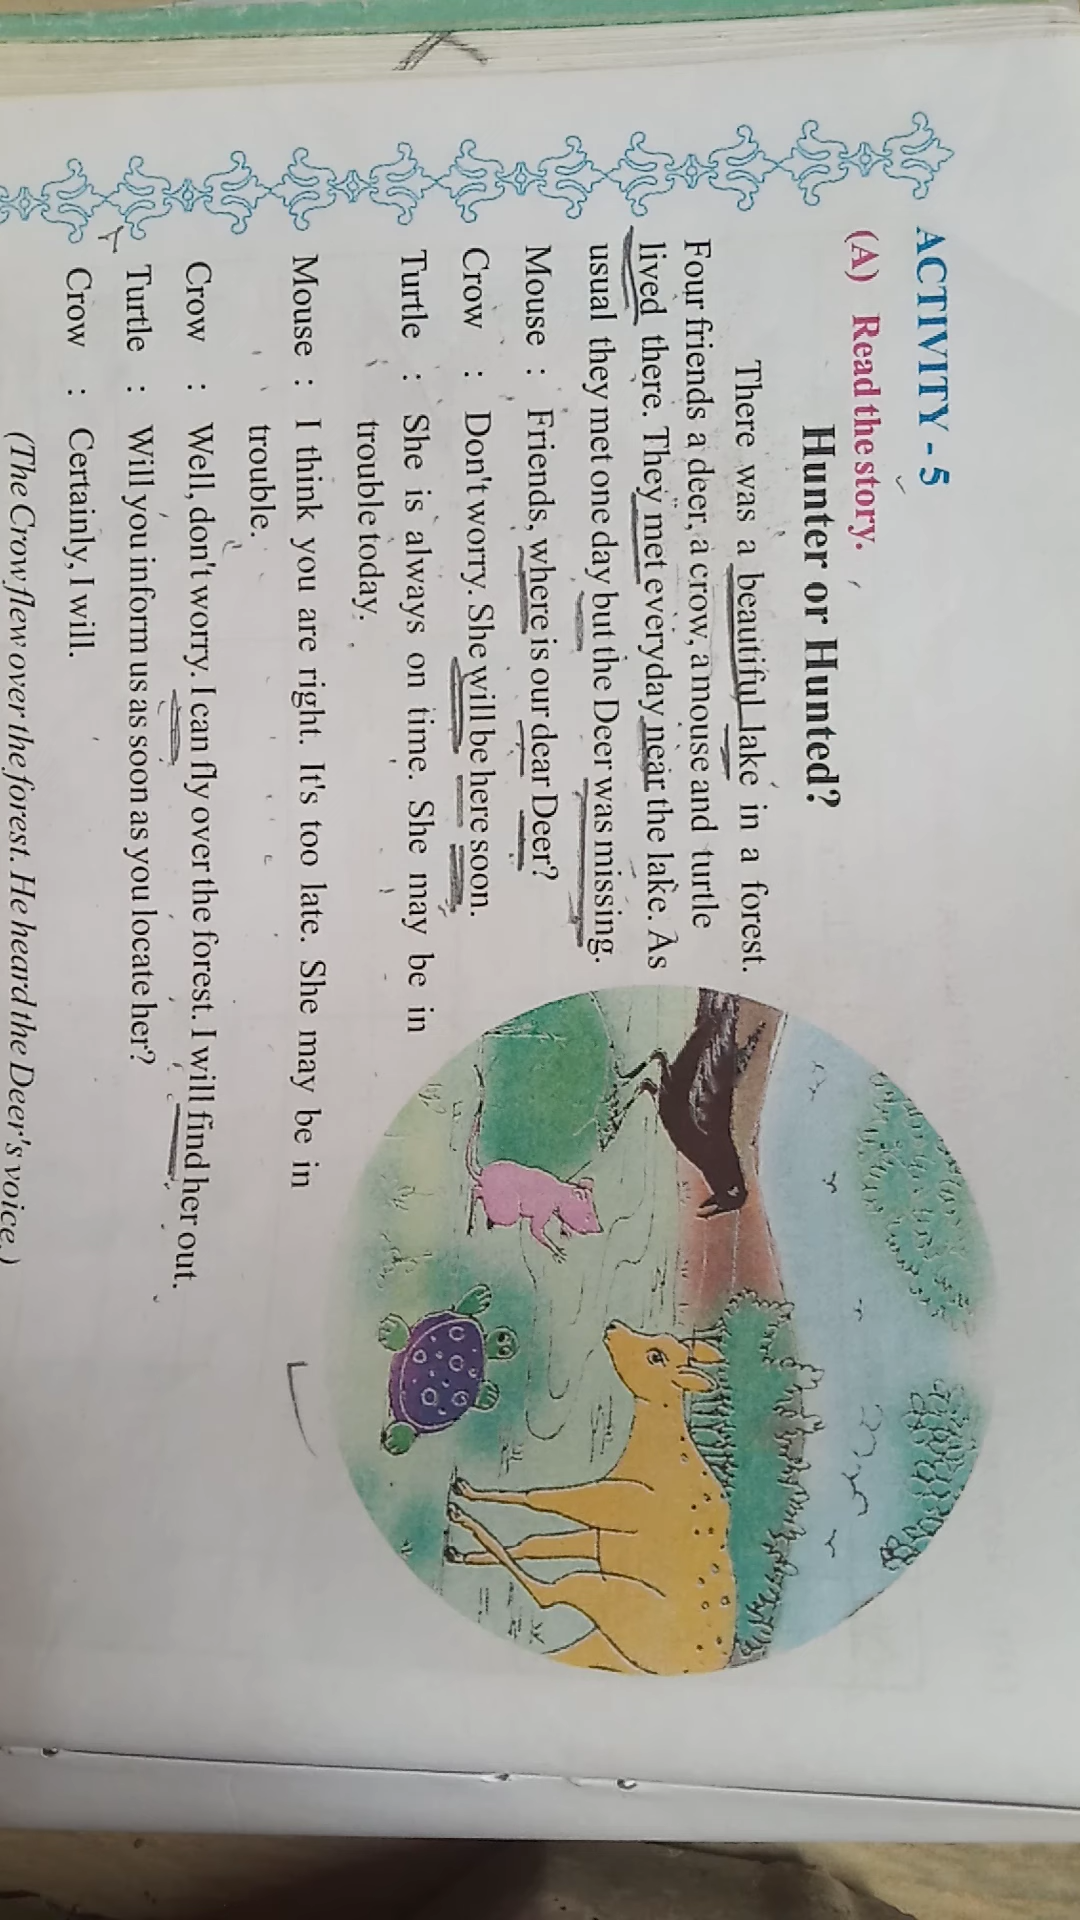 ACTIVITY - 5
(A) Read the story.
Hunter or Hunted?
There was a beautiful lake in a forest.
Four friends a deer, a crow, a mouse and turtle
lived there. They met everyday near the lake. As
usual they met one day but the Deer was missing.
Mouse : Friends, where is our dear Deer?
Crow : Don't worry. She will be here soon.
Turtle : She is always on time. She may be in
trouble today.
Mouse : I think you are right. It's too late. She may be in
trouble.
Crow : Well, don't worry. I can fly over the forest. I will find her out.
Turtle : Will you inform us as soon as you locate her?
Crow : Certainly, I will.
(The Crow flew over the forest. He heard the Deer's voice.)